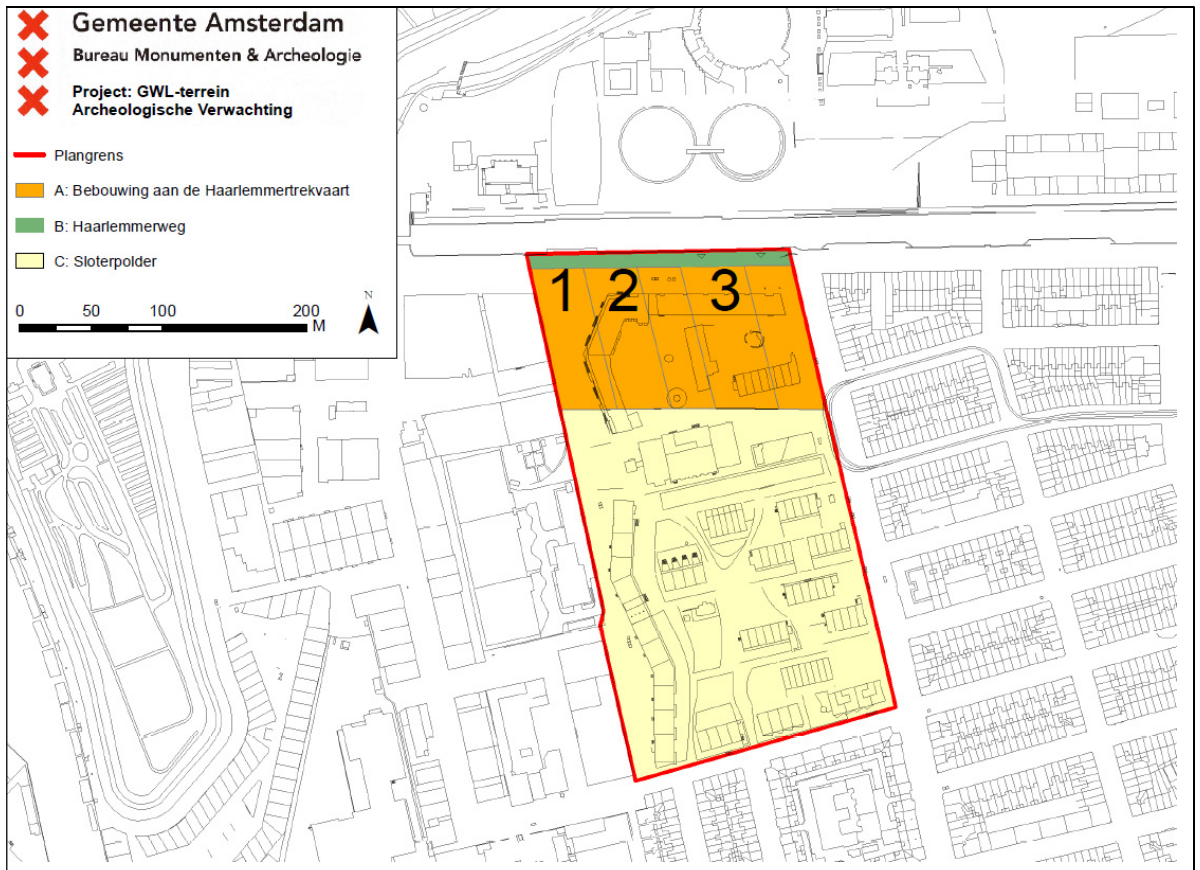 Gemeente Amsterdam
Bureau Monumenten & Archeologie
Project: GWL-terrein
Archeologische Verwachting
Plangrens
A: Bebouwing aan de Haarlemmertrekvaart
B: Haarlemmerweg
C: Sloterpolder
0 50 100 200
M
N
1 2 3